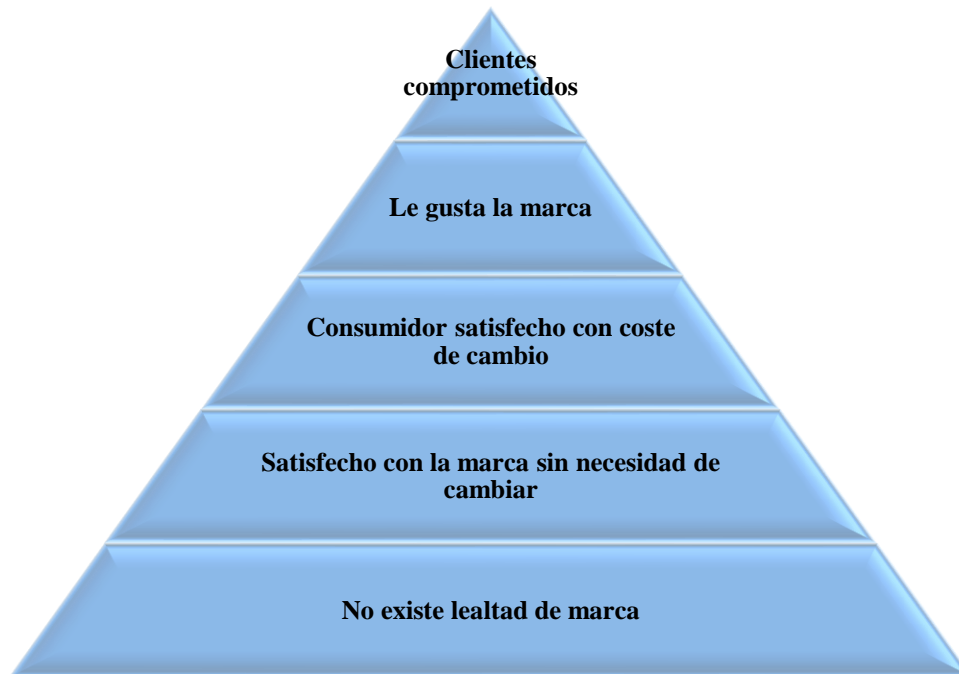 Clientes
comprometidos
Le gusta la marca
Consumidor satisfecho con coste
de cambio
Satisfecho con la marca sin necesidad de
cambiar
No existe lealtad de marca